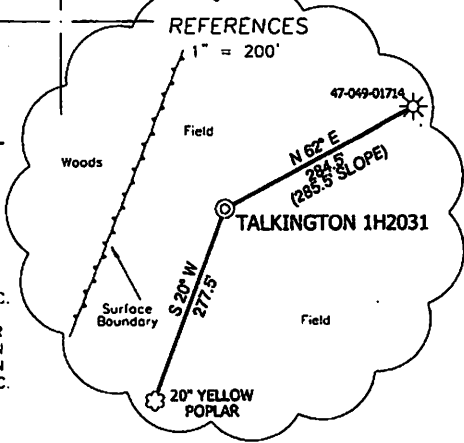 REFERENCES
1" = 200'
47-049-01714
Field
Woods
N 62° E
284.5'
(285.5' SLOPE)
TALKINGTON 1H2031
S 20° W
277.5'
Surface
Boundary
Field
20" YELLOW
POPLAR
C.
C.